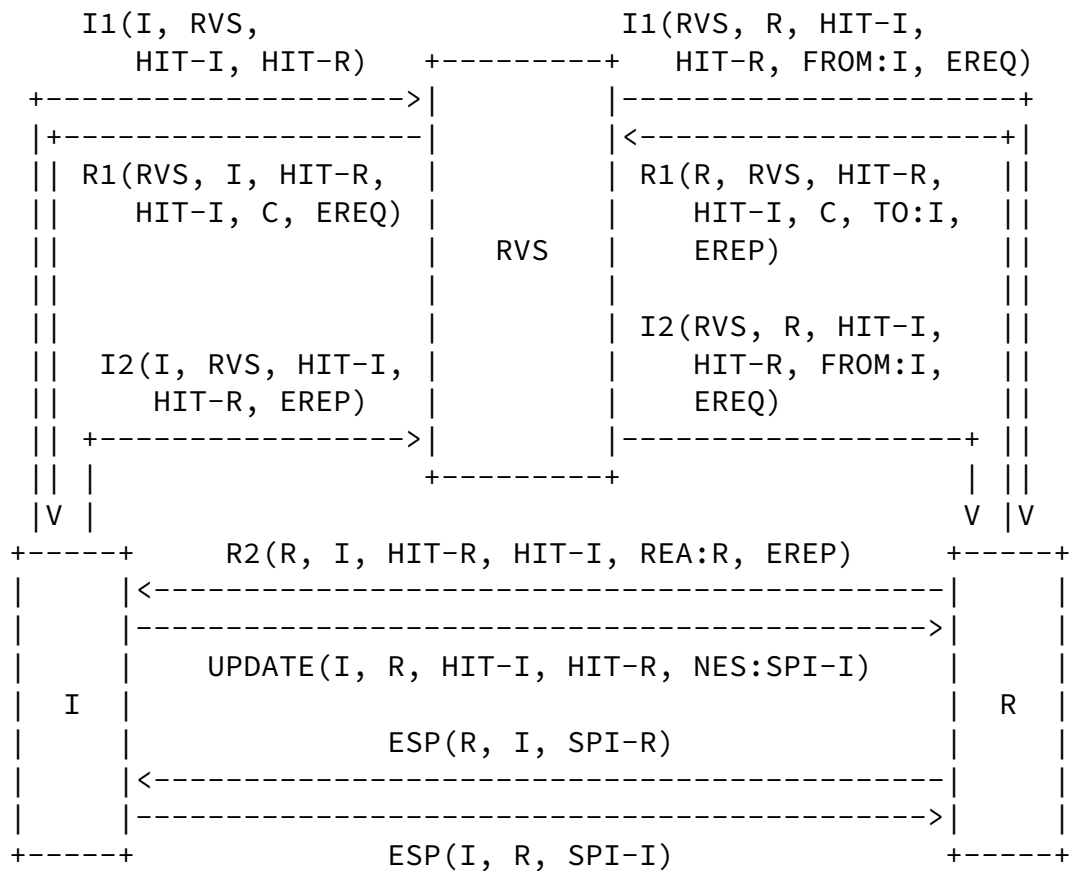 I1(I, RVS,                    I1(RVS, R, HIT-I,
HIT-I, HIT-R)                 HIT-R, FROM:I, EREQ)
R1(RVS, I, HIT-R,             R1(R, RVS, HIT-R,
HIT-I, C, EREQ)               HIT-I, C, TO:I,
RVS                           EREP)
I2(RVS, R, HIT-I,
I2(I, RVS, HIT-I,             HIT-R, FROM:I,
HIT-R, EREP)                  EREQ)
R2(R, I, HIT-R, HIT-I, REA:R, EREP)
UPDATE(I, R, HIT-I, HIT-R, NES:SPI-I)
I                             R
ESP(R, I, SPI-R)
ESP(I, R, SPI-I)